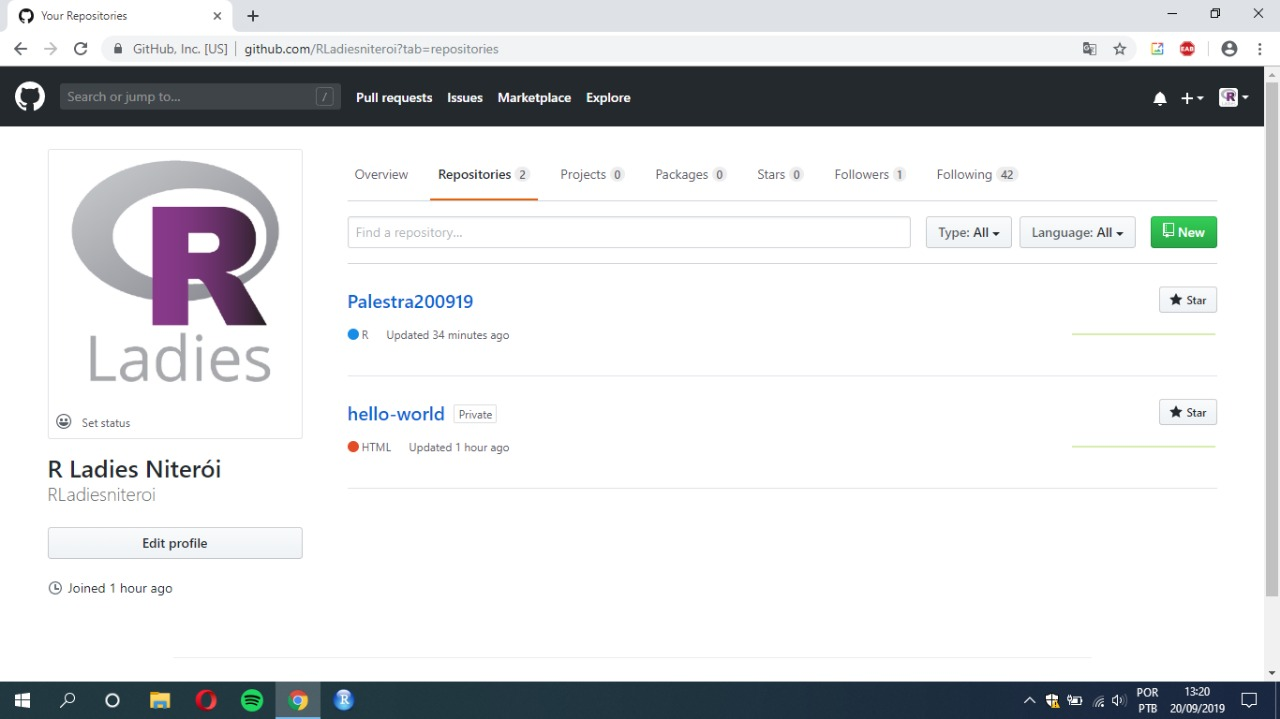 Your Repositories
GitHub, Inc. [US] github.com/RLadiesniteroi?tab=repositories
Search or jump to... / Pull requests Issues Marketplace Explore
Overview Repositories 2 Projects 0 Packages 0 Stars 0 Followers 1 Following 42
Find a repository... Type: All Language: All New
R
Ladies
Set status
R Ladies Niterói
RLadiesniteroi
Edit profile
Joined 1 hour ago
Palestra200919 Star
R Updated 34 minutes ago
hello-world Private Star
HTML Updated 1 hour ago
POR 13:20
PTB 20/09/2019